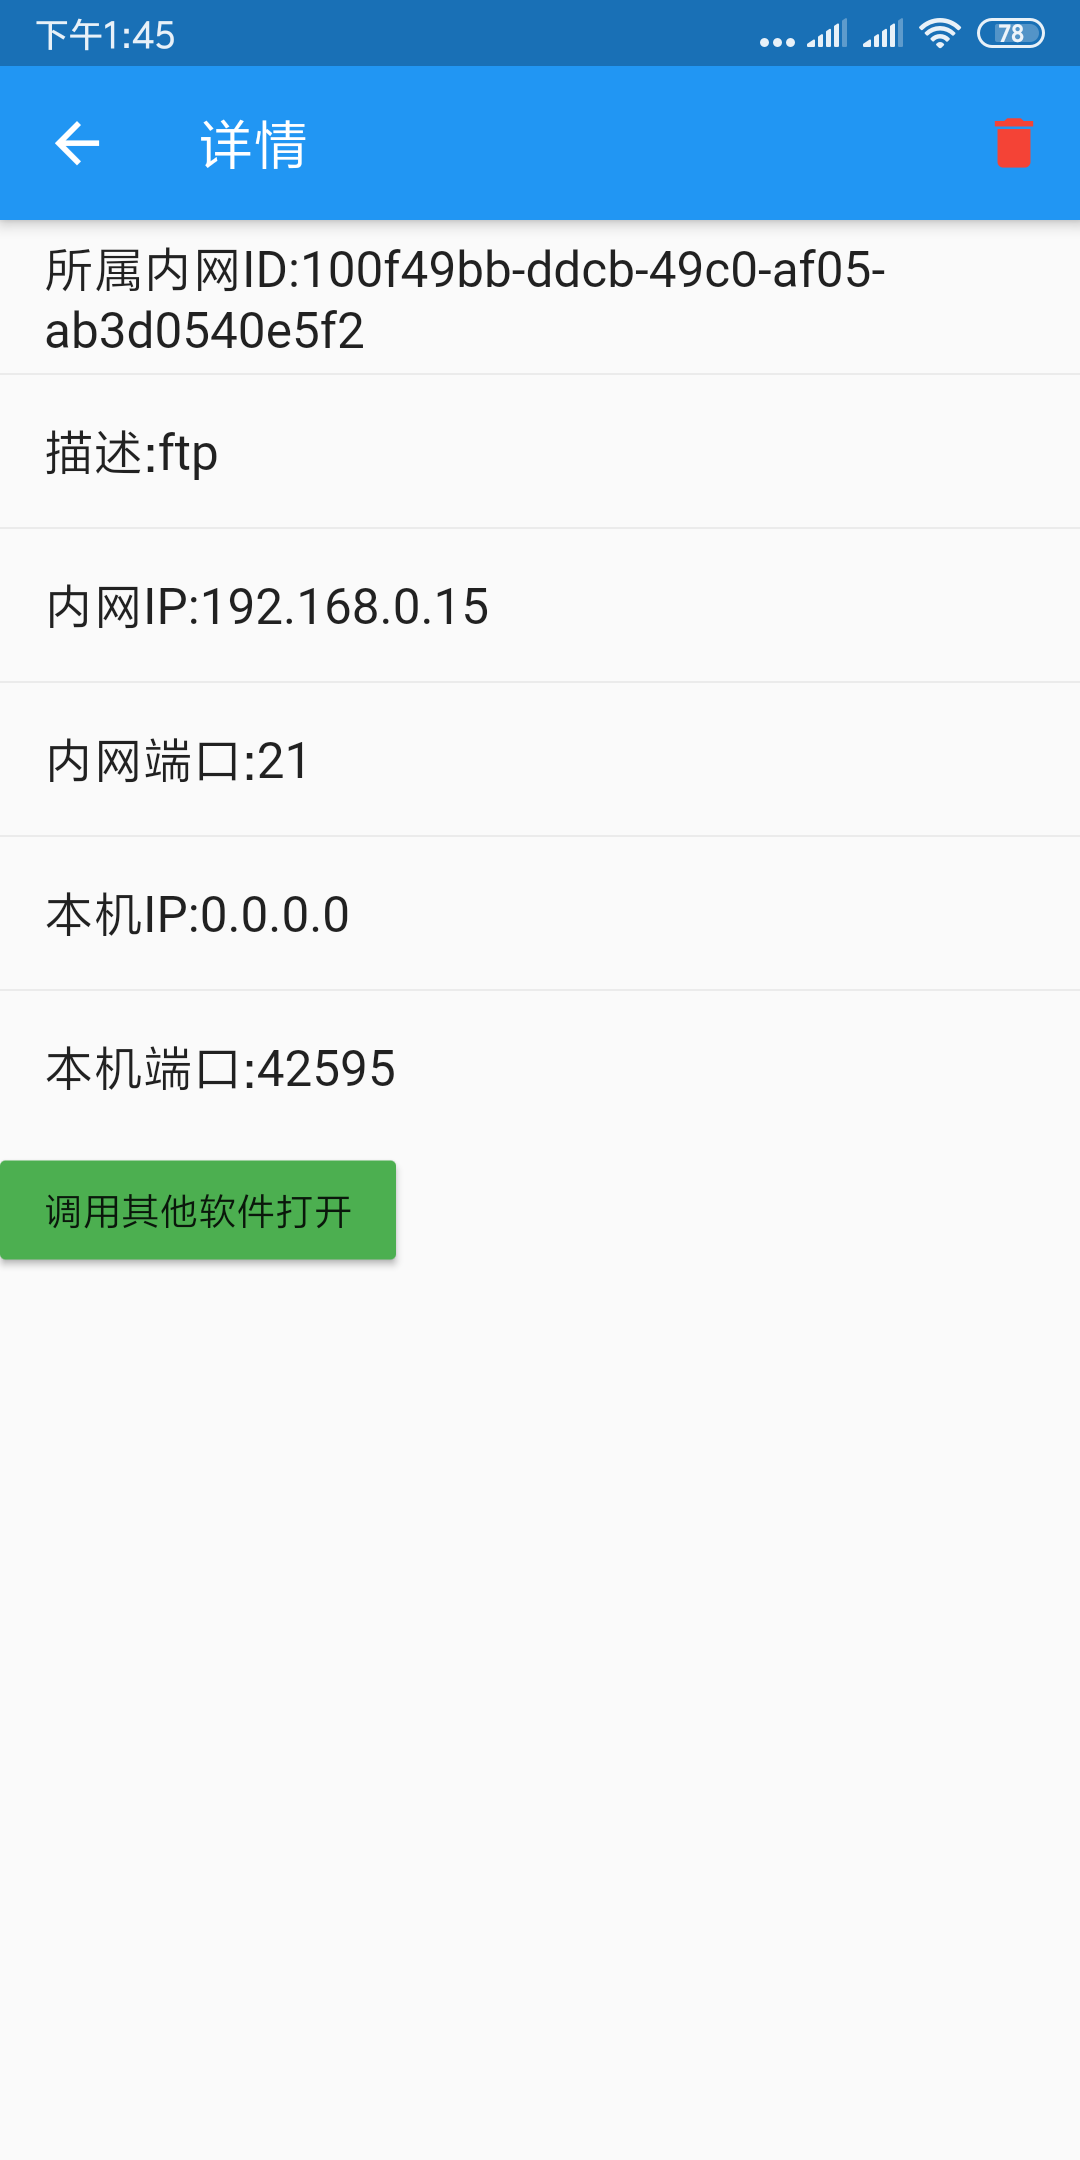 下午1:45
78
详情
所属内网ID:100f49bb-ddcb-49c0-af05-
ab3d0540e5f2
描述:ftp
内网IP:192.168.0.15
内网端口:21
本机IP:0.0.0.0
本机端口:42595
调用其他软件打开